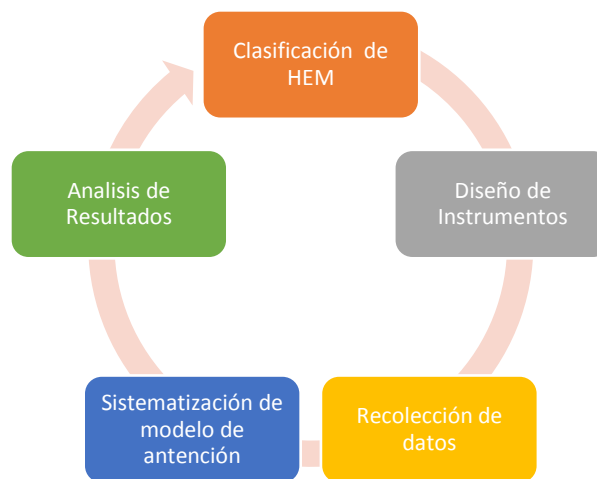 Clasificación de
HEM
Diseño de
Instrumentos
Recolección de
datos
Sistematización de
modelo de
antención
Analisis de
Resultados